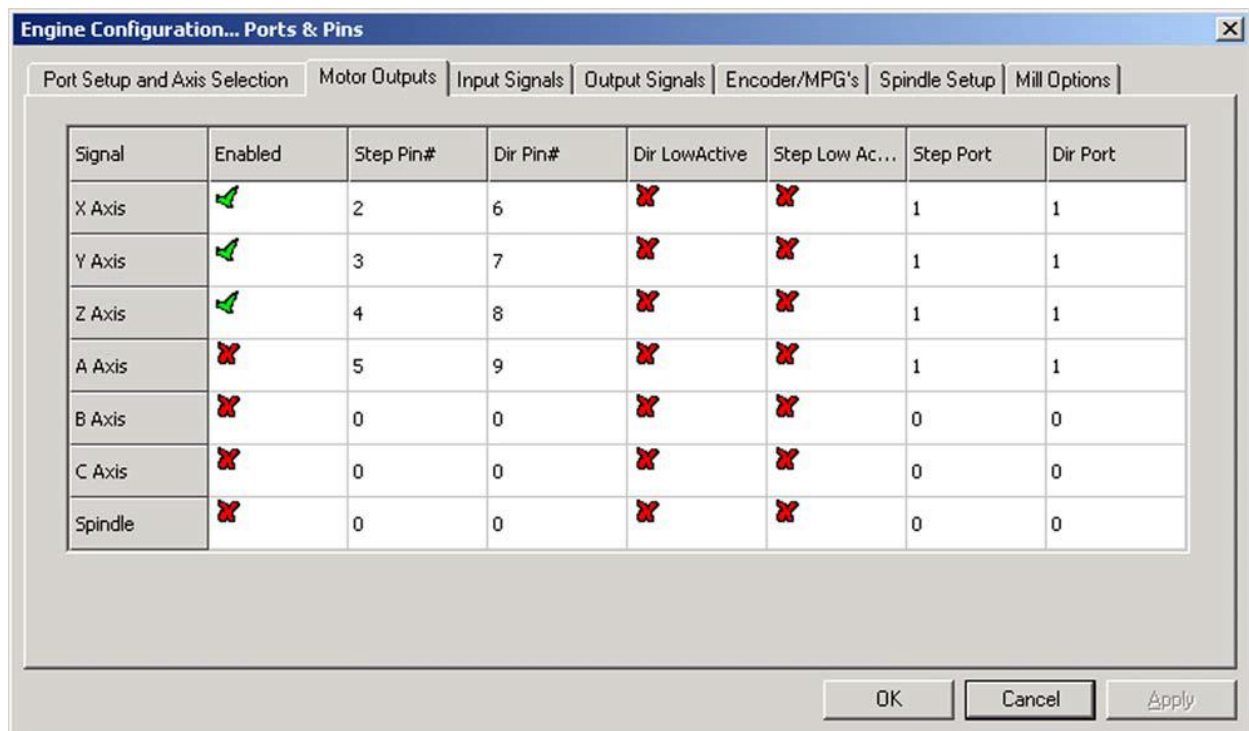 Engine Configuration... Ports & Pins
Port Setup and Axis Selection Motor Outputs Input Signals Output Signals Encoder/MPG's Spindle Setup Mill Options
Signal Enabled Step Pin# Dir Pin# Dir LowActive Step Low Ac... Step Port Dir Port
X Axis 2 6 1 1
Y Axis 3 7 1 1
Z Axis 4 8 1 1
A Axis 5 9 1 1
B Axis 0 0 0 0
C Axis 0 0 0 0
Spindle 0 0 0 0
OK Cancel Apply